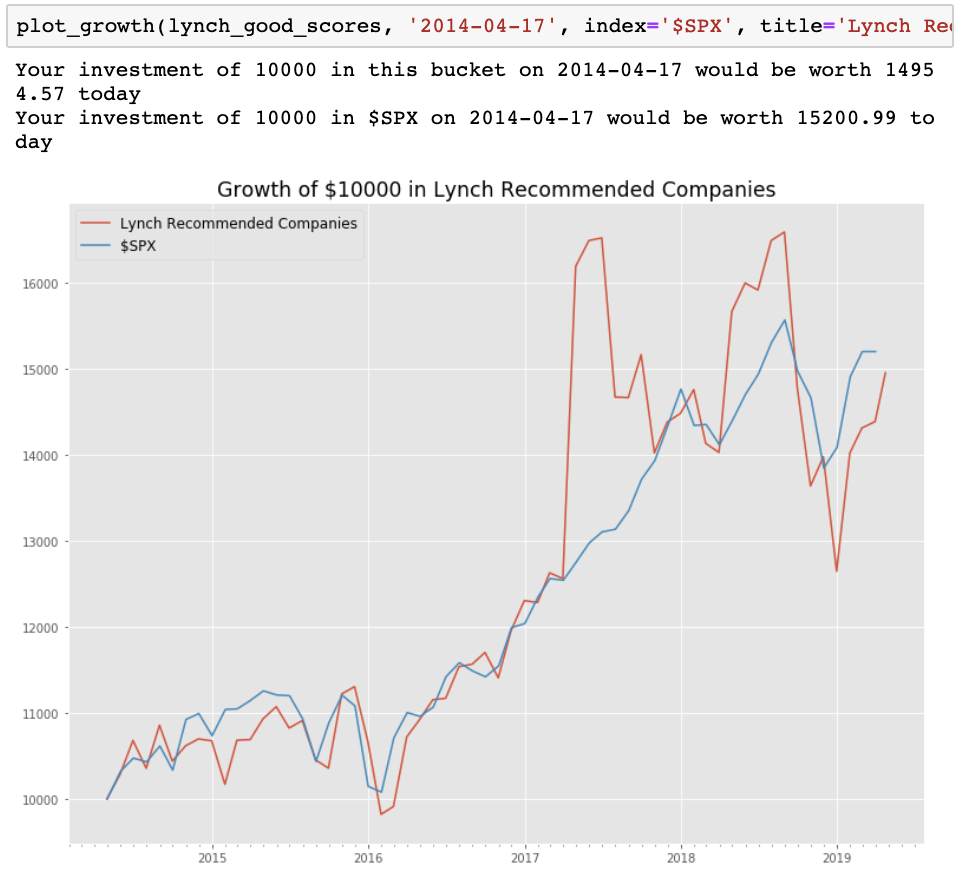 plot_growth(lynch_good_scores, '2014-04-17', index='$SPX', title='Lynch Rec
Your investment of 10000 in this bucket on 2014-04-17 would be worth 1495
4.57 today
Your investment of 10000 in $SPX on 2014-04-17 would be worth 15200.99 to
day
Growth of $10000 in Lynch Recommended Companies
Lynch Recommended Companies
$SPX
16000
15000
14000
13000
12000
11000
10000
2015 2016 2017 2018 2019